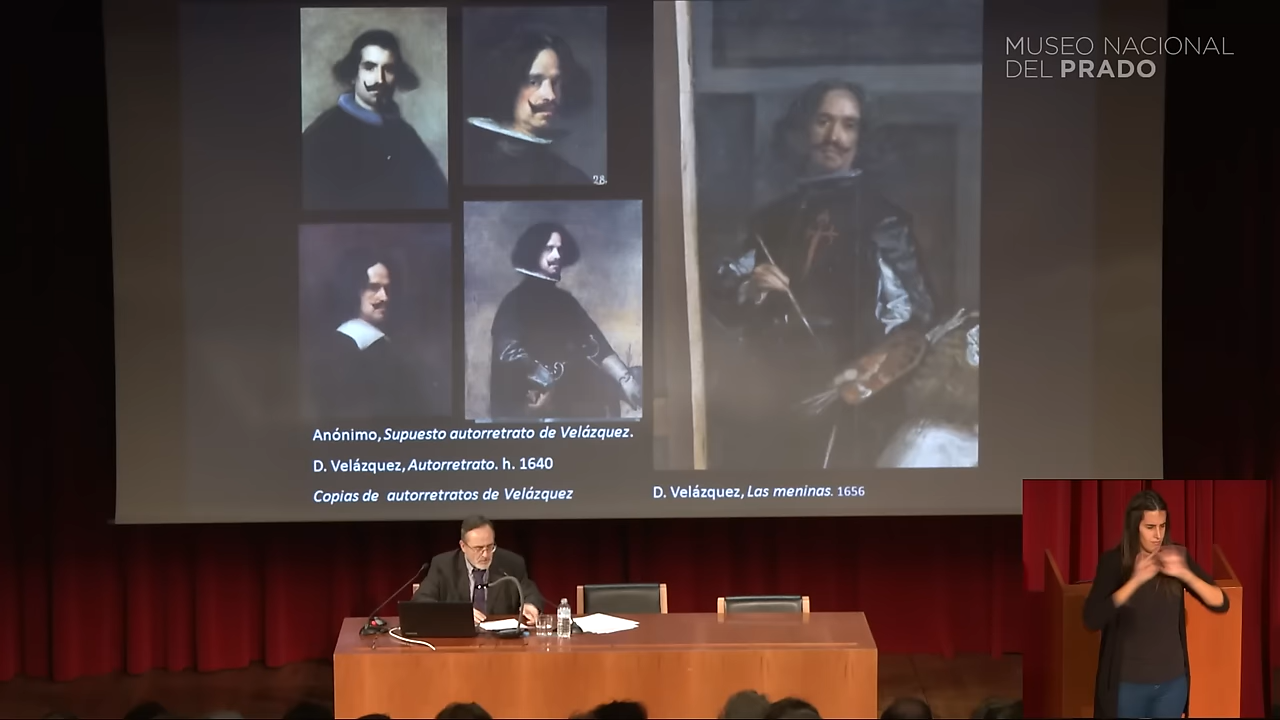 MUSEO NACIONAL
DEL PRADO
28.
Anónimo, Supuesto autorretrato de Velázquez.
D. Velázquez, Autorretrato. h. 1640
Copias de autorretratos de Velázquez
D. Velázquez, Las meninas. 1656